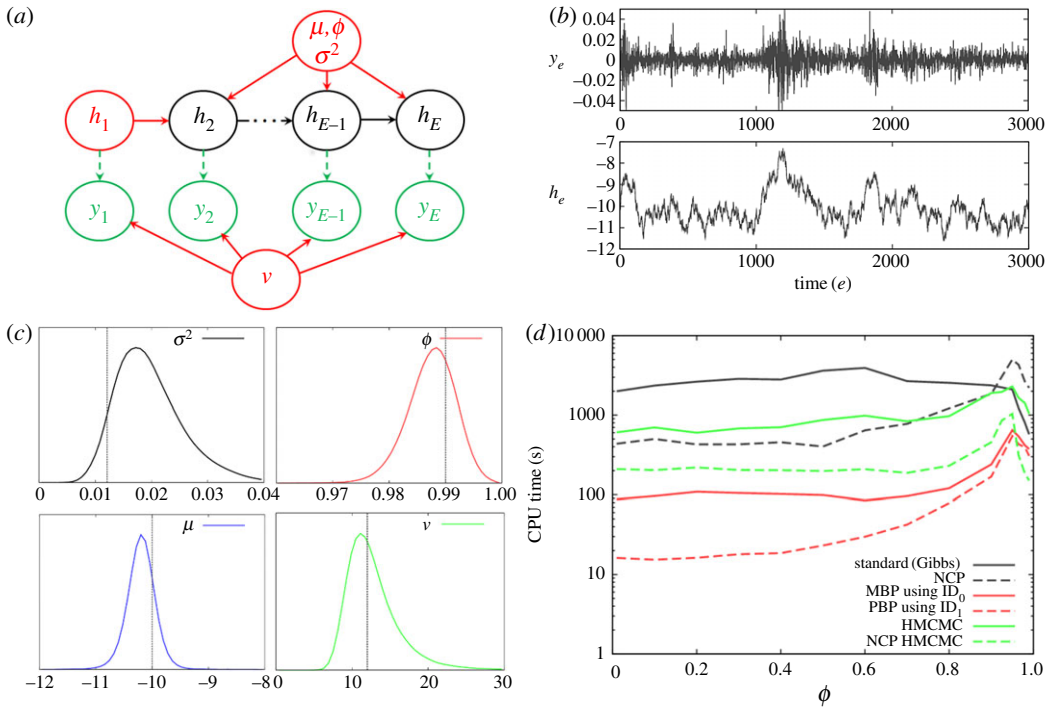 (a)
μ, ϕ
σ²
h₁
h₂
h_{E–1}
h_E
y₁
y₂
y_{E–1}
y_E
v
(b)
0.04
0.02
y_e
0
–0.02
–0.04
0 1000 2000 3000
–7
–8
–9
h_e
–10
–11
–12
0 1000 2000 3000
time (e)
(c)
σ²
0 0.01 0.02 0.03 0.04
ϕ
0.97 0.98 0.99 1.00
μ
–12 –11 –10 –9 –8
v
0 10 20 30
(d)
10 000
1000
100
10
1
CPU time (s)
standard (Gibbs)
NCP
MBP using ID₀
PBP using ID₁
HMCMC
NCP HMCMC
0 0.2 0.4 0.6 0.8 1.0
ϕ